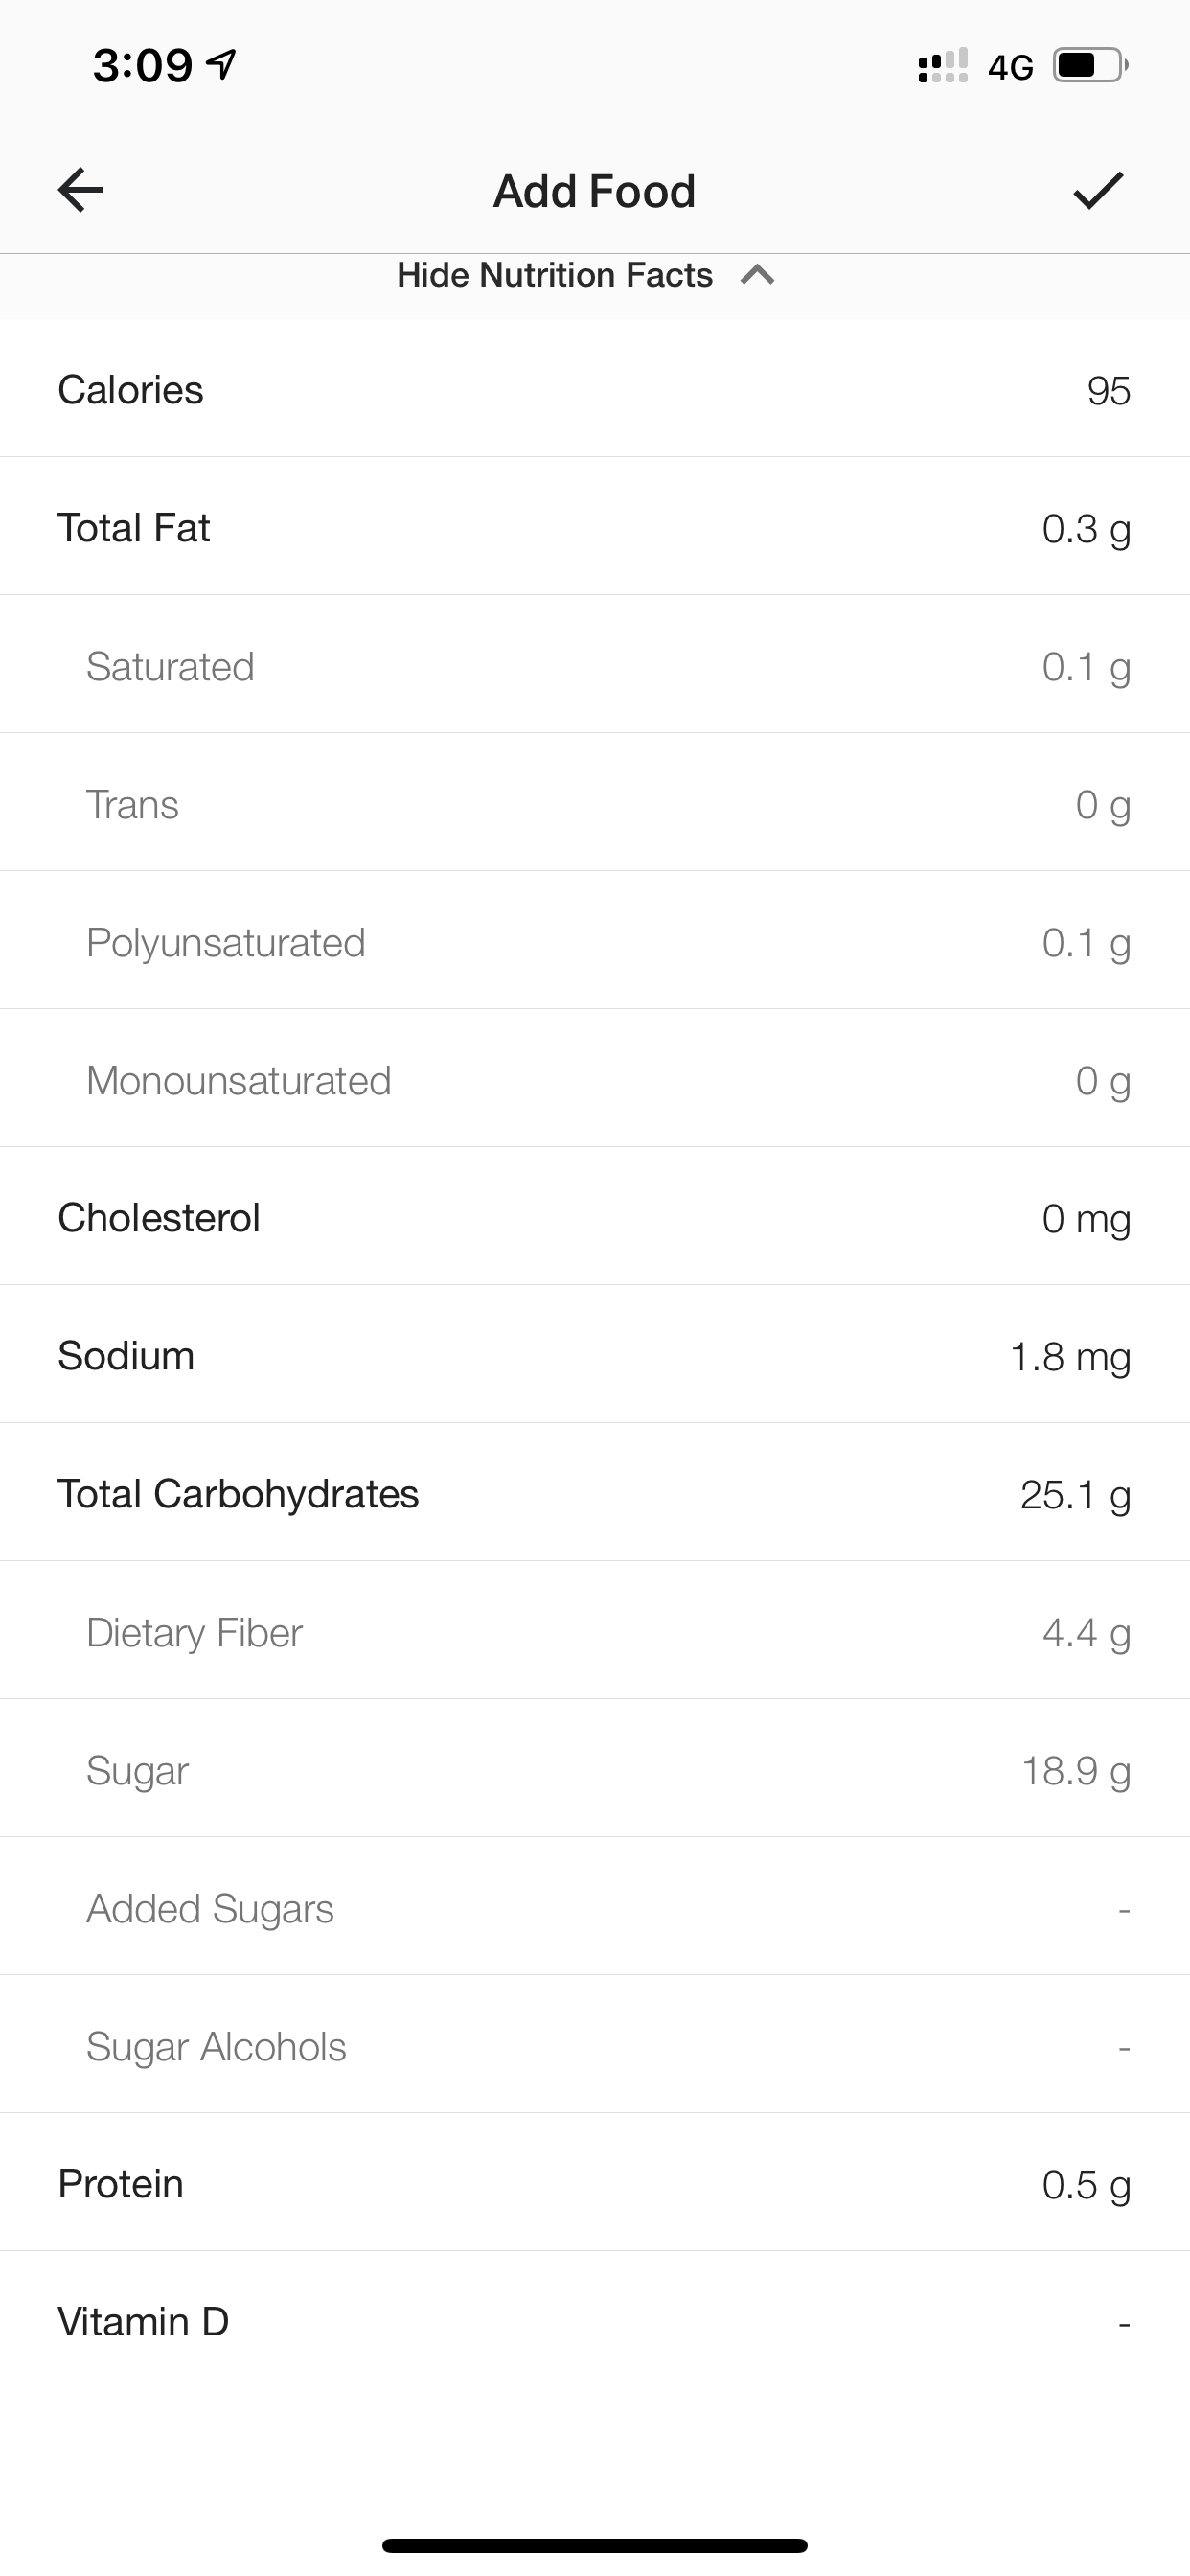 3:09 4G
Add Food
Hide Nutrition Facts
Calories 95
Total Fat 0.3 g
Saturated 0.1 g
Trans 0 g
Polyunsaturated 0.1 g
Monounsaturated 0 g
Cholesterol 0 mg
Sodium 1.8 mg
Total Carbohydrates 25.1 g
Dietary Fiber 4.4 g
Sugar 18.9 g
Added Sugars -
Sugar Alcohols -
Protein 0.5 g
Vitamin D -